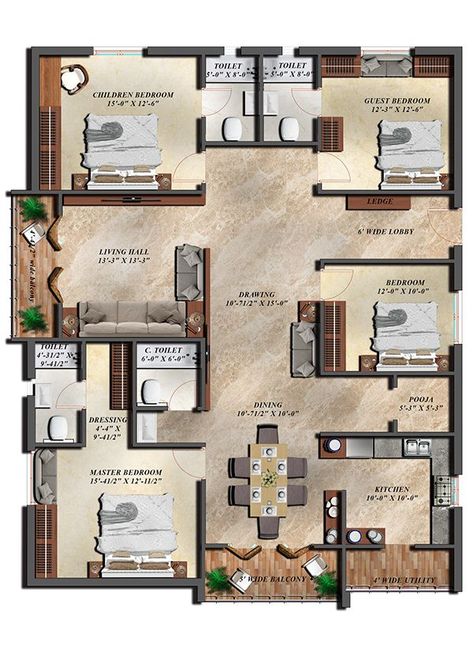 CHILDREN BEDROOM
15'-0" X 12'-6"
TOILET
5'-0" X 8'-0"
TOILET
5'-0" X 8'-0"
GUEST BEDROOM
12'-3" X 12'-6"
LEDGE
6' WIDE LOBBY
4'-4½" wide balcony
LIVING HALL
13'-3" X 13'-3"
DRAWING
10'-71/2" X 15'-0"
BEDROOM
12'-0" X 10'-0"
TOILET
4'-31/2" X
9'-41/2"
C. TOILET
6'-0" X 6'-0"
DRESSING
4'-4" X
9'-41/2"
DINING
10'-71/2" X 10'-0"
POOJA
5'-3" X 5'-3"
MASTER BEDROOM
15'-41/2" X 12'-11/2"
KITCHEN
10'-0" X 10'-0"
5' WIDE BALCONY
4' WIDE UTILITY